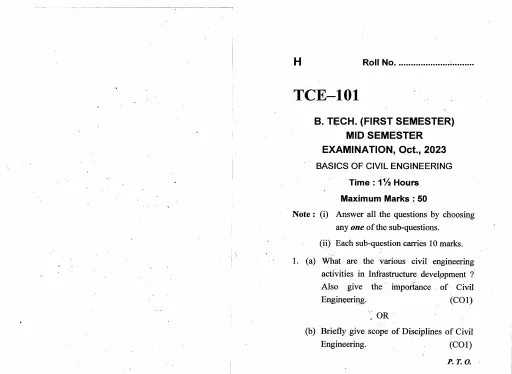 H Roll No. ................................
TCE–101
B. TECH. (FIRST SEMESTER)
MID SEMESTER
EXAMINATION, Oct., 2023
BASICS OF CIVIL ENGINEERING
Time : 1½ Hours
Maximum Marks : 50
Note : (i) Answer all the questions by choosing
any one of the sub-questions.
(ii) Each sub-question carries 10 marks.
1. (a) What are the various civil engineering
activities in Infrastructure development ?
Also give the importance of Civil
Engineering. (CO1)
OR
(b) Briefly give scope of Disciplines of Civil
Engineering. (CO1)
P. T. O.